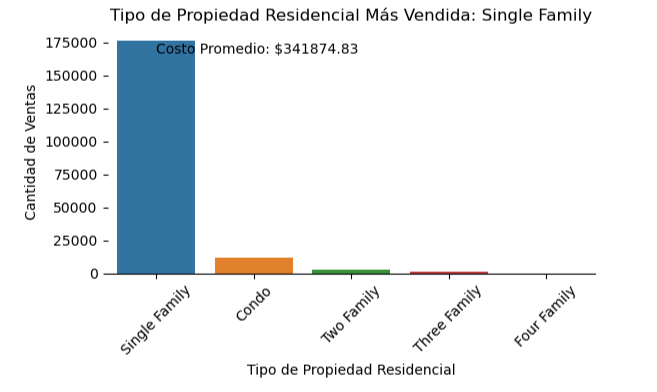 Tipo de Propiedad Residencial Más Vendida: Single Family
Costo Promedio: $341874.83
Cantidad de Ventas
175000
150000
125000
100000
75000
50000
25000
0
Single Family
Condo
Two Family
Three Family
Four Family
Tipo de Propiedad Residencial